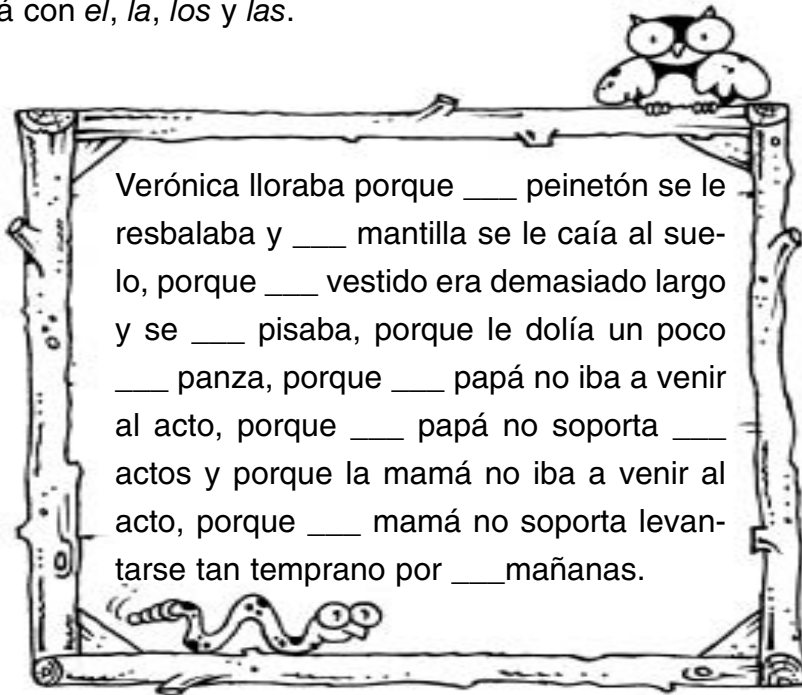 á con el, la, los y las.
Verónica lloraba porque ___ peinetón se le
resbalaba y ___ mantilla se le caía al sue-
lo, porque ___ vestido era demasiado largo
y se ___ pisaba, porque le dolía un poco
___ panza, porque ___ papá no iba a venir
al acto, porque ___ papá no soporta ___
actos y porque la mamá no iba a venir al
acto, porque ___ mamá no soporta levan-
tarse tan temprano por ___mañanas.